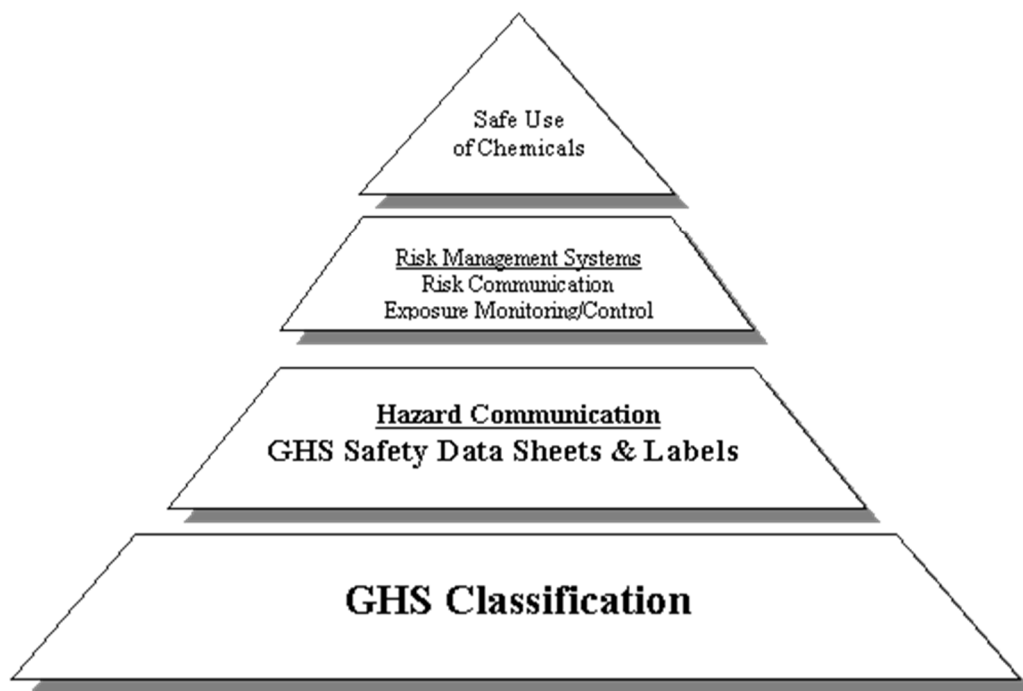 Safe Use
of Chemicals
Risk Management Systems
Risk Communication
Exposure Monitoring/Control
Hazard Communication
GHS Safety Data Sheets & Labels
GHS Classification